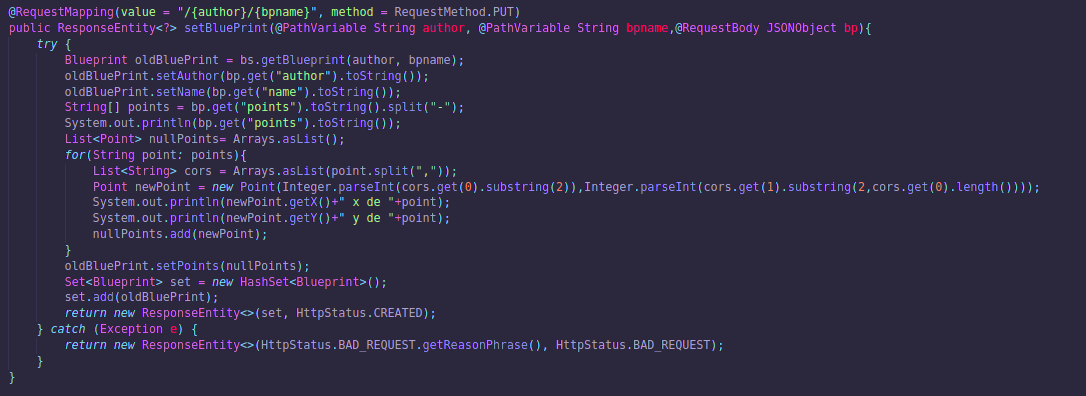 @RequestMapping(value = "/{author}/{bpname}", method = RequestMethod.PUT)
public ResponseEntity<?> setBluePrint(@PathVariable String author, @PathVariable String bpname,@RequestBody JSONObject bp){
    try {
        Blueprint oldBluePrint = bs.getBlueprint(author, bpname);
        oldBluePrint.setAuthor(bp.get("author").toString());
        oldBluePrint.setName(bp.get("name").toString());
        String[] points = bp.get("points").toString().split("-");
        System.out.println(bp.get("points").toString());
        List<Point> nullPoints= Arrays.asList();
        for(String point: points){
            List<String> cors = Arrays.asList(point.split(","));
            Point newPoint = new Point(Integer.parseInt(cors.get(0).substring(2)),Integer.parseInt(cors.get(1).substring(2,cors.get(0).length())));
            System.out.println(newPoint.getX()+" x de "+point);
            System.out.println(newPoint.getY()+" y de "+point);
            nullPoints.add(newPoint);
        }
        oldBluePrint.setPoints(nullPoints);
        Set<Blueprint> set = new HashSet<Blueprint>();
        set.add(oldBluePrint);
        return new ResponseEntity<>(set, HttpStatus.CREATED);
    } catch (Exception e) {
        return new ResponseEntity<>(HttpStatus.BAD_REQUEST.getReasonPhrase(), HttpStatus.BAD_REQUEST);
    }
}